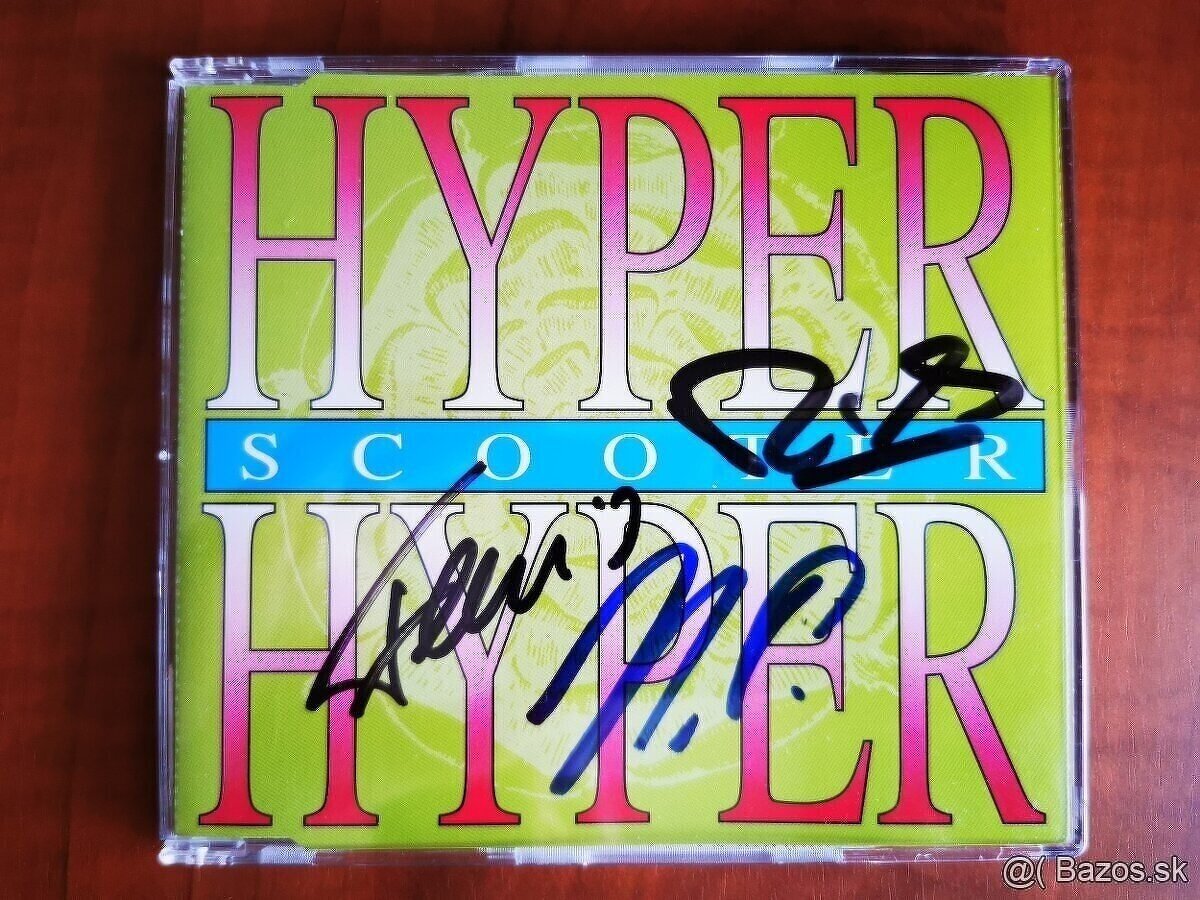 HYPER
SCOOTER
HYPER
@( Bazos.sk